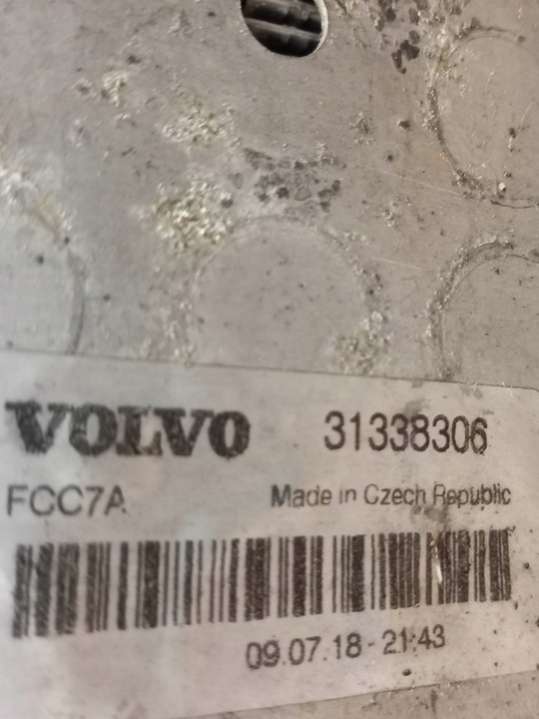 VOLVO 31338306
FCC7A Made in Czech Republic
09.07.18 - 21:43